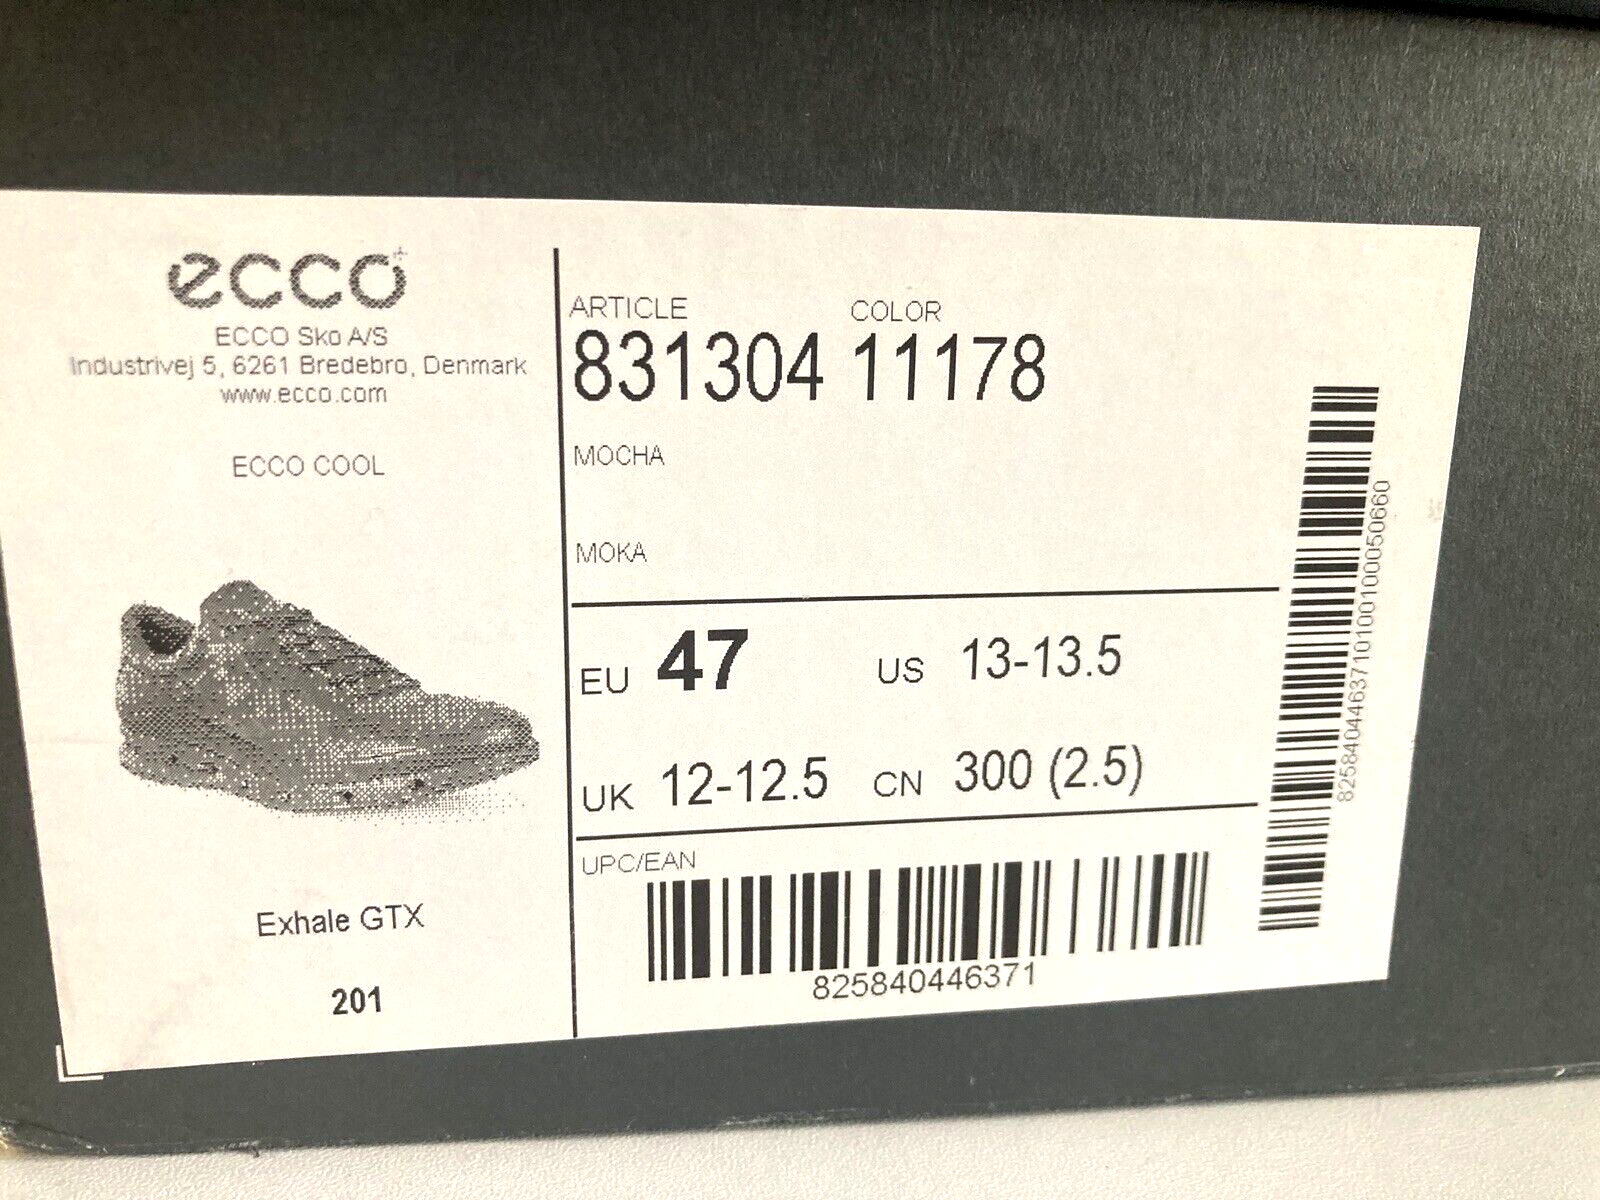 ecco
ECCO Sko A/S
Industrivej 5, 6261 Bredebro, Denmark
www.ecco.com
ECCO COOL
Exhale GTX
201
ARTICLE COLOR
831304 11178
MOCHA
MOKA
EU 47 US 13-13.5
UK 12-12.5 CN 300 (2.5)
UPC/EAN
825840446371
82584044637101001000050660